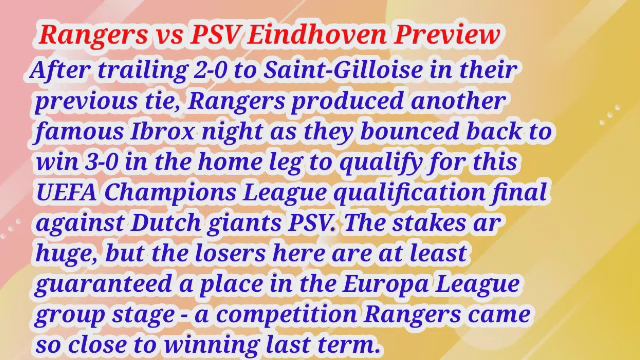 Rangers vs PSV Eindhoven Preview
After trailing 2-0 to Saint-Gilloise in their
previous tie, Rangers produced another
famous Ibrox night as they bounced back to
win 3-0 in the home leg to qualify for this
UEFA Champions League qualification final
against Dutch giants PSV. The stakes ar
huge, but the losers here are at least
guaranteed a place in the Europa League
group stage - a competition Rangers came
so close to winning last term.